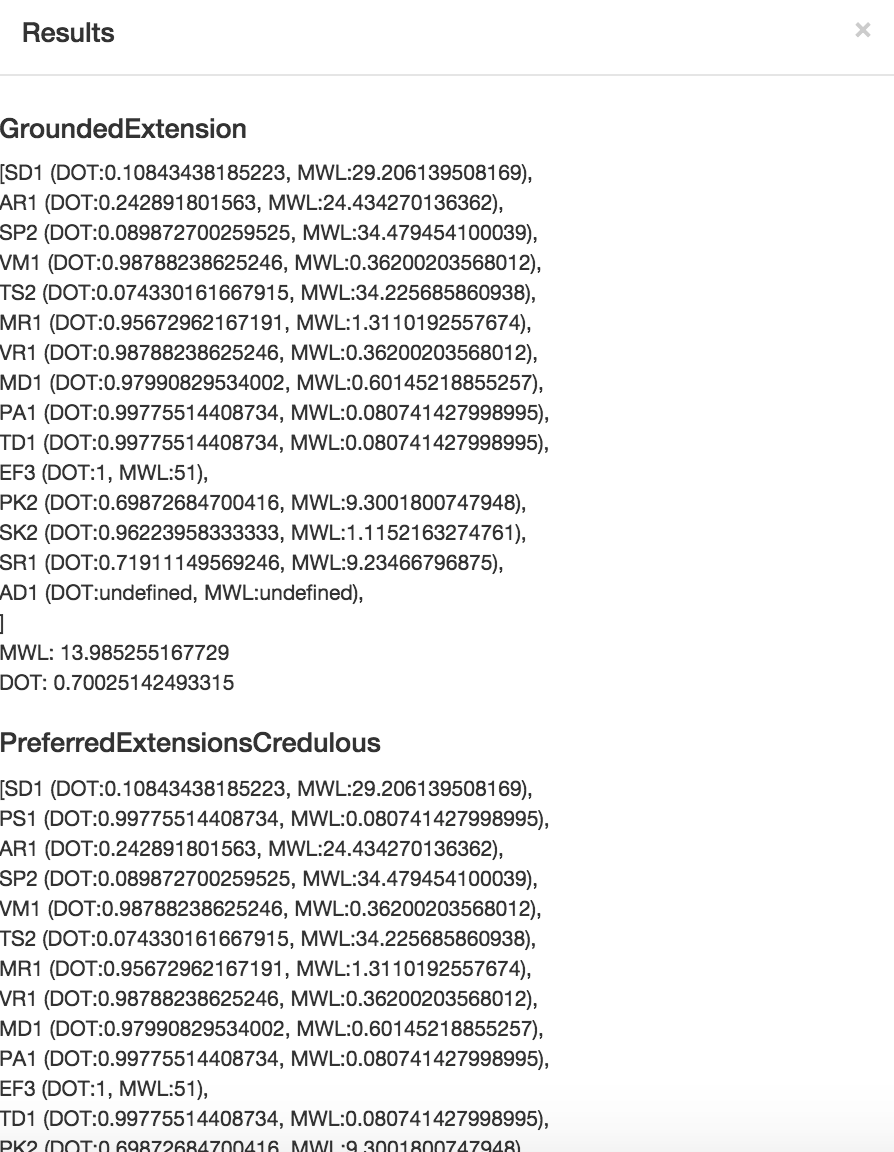 Results
×
GroundedExtension
[SD1 (DOT:0.10843438185223, MWL:29.206139508169),
AR1 (DOT:0.242891801563, MWL:24.434270136362),
SP2 (DOT:0.089872700259525, MWL:34.479454100039),
VM1 (DOT:0.98788238625246, MWL:0.36200203568012),
TS2 (DOT:0.074330161667915, MWL:34.225685860938),
MR1 (DOT:0.95672962167191, MWL:1.3110192557674),
VR1 (DOT:0.98788238625246, MWL:0.36200203568012),
MD1 (DOT:0.97990829534002, MWL:0.60145218855257),
PA1 (DOT:0.99775514408734, MWL:0.080741427998995),
TD1 (DOT:0.99775514408734, MWL:0.080741427998995),
EF3 (DOT:1, MWL:51),
PK2 (DOT:0.69872684700416, MWL:9.3001800747948),
SK2 (DOT:0.96223958333333, MWL:1.1152163274761),
SR1 (DOT:0.71911149569246, MWL:9.23466796875),
AD1 (DOT:undefined, MWL:undefined),
]
MWL: 13.985255167729
DOT: 0.70025142493315
PreferredExtensionsCredulous
[SD1 (DOT:0.10843438185223, MWL:29.206139508169),
PS1 (DOT:0.99775514408734, MWL:0.080741427998995),
AR1 (DOT:0.242891801563, MWL:24.434270136362),
SP2 (DOT:0.089872700259525, MWL:34.479454100039),
VM1 (DOT:0.98788238625246, MWL:0.36200203568012),
TS2 (DOT:0.074330161667915, MWL:34.225685860938),
MR1 (DOT:0.95672962167191, MWL:1.3110192557674),
VR1 (DOT:0.98788238625246, MWL:0.36200203568012),
MD1 (DOT:0.97990829534002, MWL:0.60145218855257),
PA1 (DOT:0.99775514408734, MWL:0.080741427998995),
EF3 (DOT:1, MWL:51),
TD1 (DOT:0.99775514408734, MWL:0.080741427998995),
PK2 (DOT:0.69872684700416, MWL:9.3001800747948)